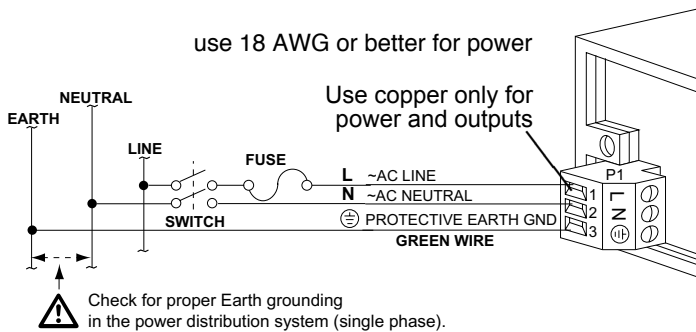 use 18 AWG or better for power
NEUTRAL
EARTH
Use copper only for
power and outputs
LINE
FUSE
P1
L ~AC LINE
1 L
N ~AC NEUTRAL
2 N
SWITCH
PROTECTIVE EARTH GND
3
GREEN WIRE
Check for proper Earth grounding
in the power distribution system (single phase).